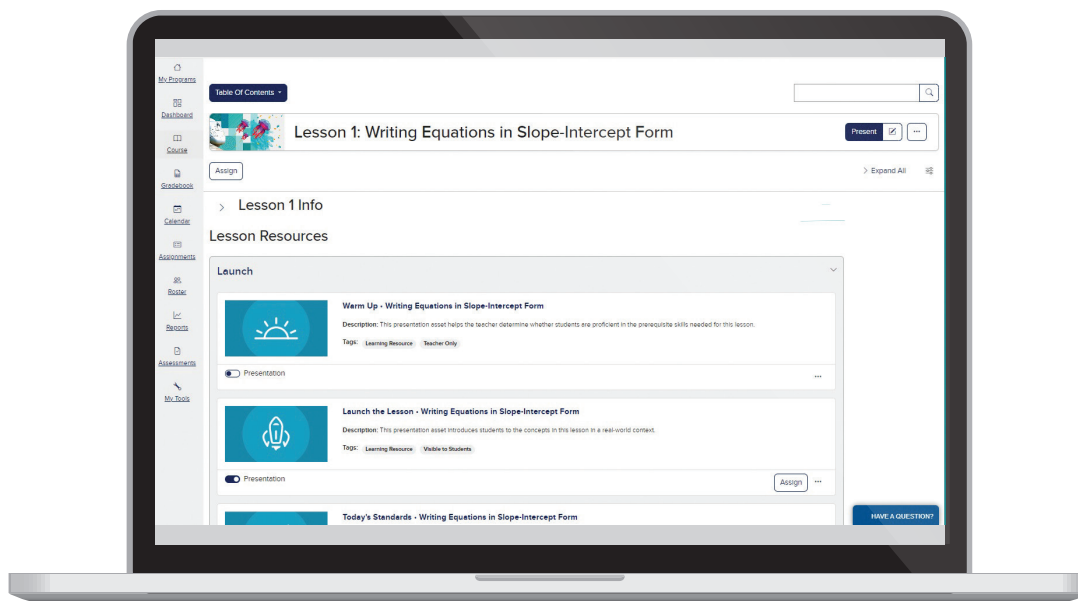 My Programs
Dashboard
Course
Gradebook
Calendar
Assignments
Roster
Reports
Assessments
My Tools
Table Of Contents
Lesson 1: Writing Equations in Slope-Intercept Form
Present
Assign
Expand All
Lesson 1 Info
Lesson Resources
Launch
Warm Up - Writing Equations in Slope-Intercept Form
Description: This presentation asset helps the teacher determine whether students are proficient in the prerequisite skills needed for this lesson.
Tags: Learning Resource Teacher Only
Presentation
Launch the Lesson - Writing Equations in Slope-Intercept Form
Description: This presentation asset introduces students to the concepts in this lesson in a real-world context.
Tags: Learning Resource Visible to Students
Presentation
Assign
Today's Standards - Writing Equations in Slope-Intercept Form
HAVE A QUESTION?